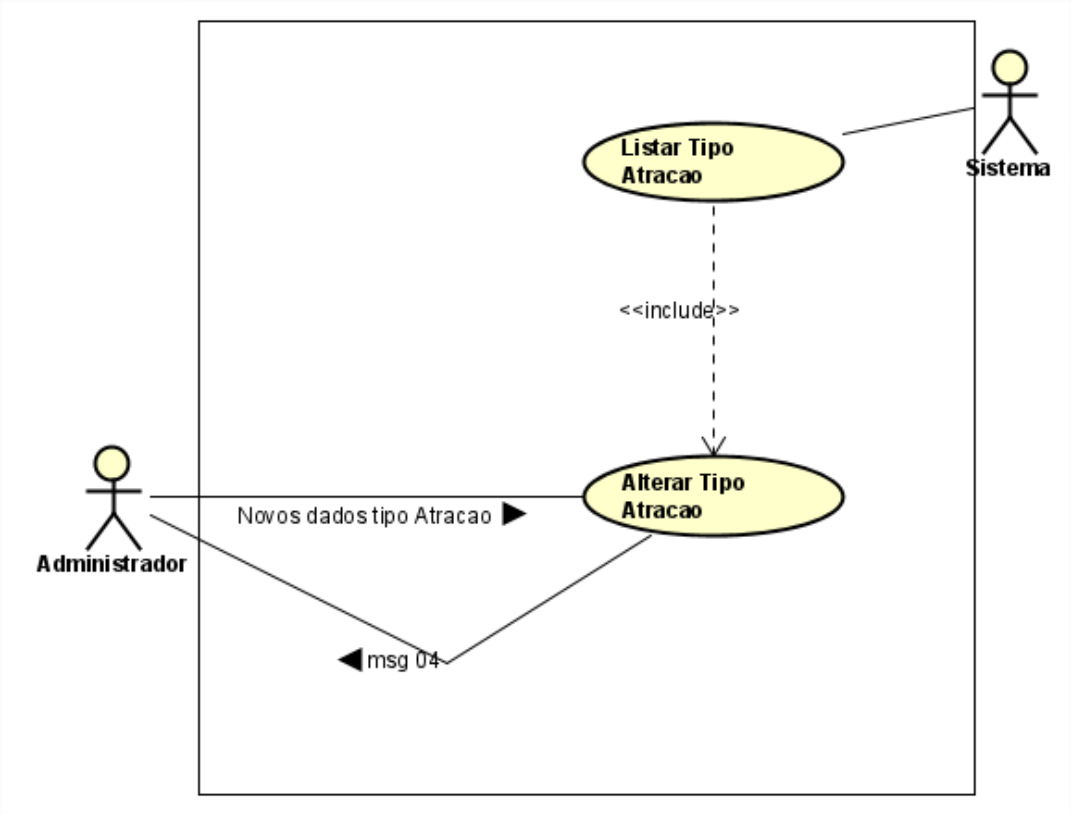 Listar Tipo
Atracao
Sistema
<<include>>
Alterar Tipo
Atracao
Novos dados tipo Atracao
Administrador
msg 04